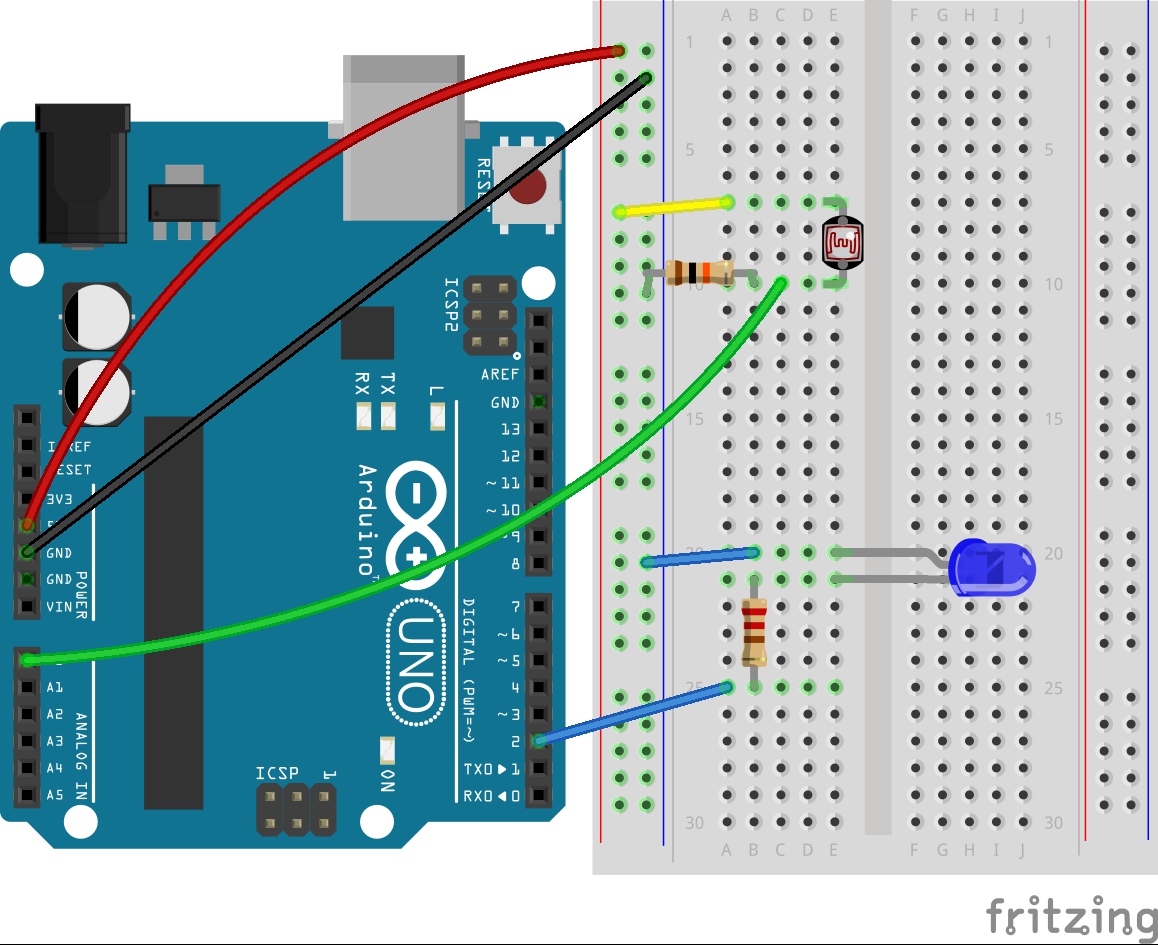 A B C D E F G H I J
1 1
5 5
10 10
15 15
20 20
25 25
30 30
A B C D E F G H I J
RESET
ICSP2
AREF
GND
13
12
~11
~10
~9
8
7
~6
~5
4
~3
2
TX0▶1
RX0◀0
RX
TX
L
IOREF
RESET
3V3
GND
GND
VIN
POWER
A1
A2
A3
A4
A5
ANALOG IN
Arduino™
UNO
DIGITAL (PWM=~)
ICSP
1
ON
fritzing